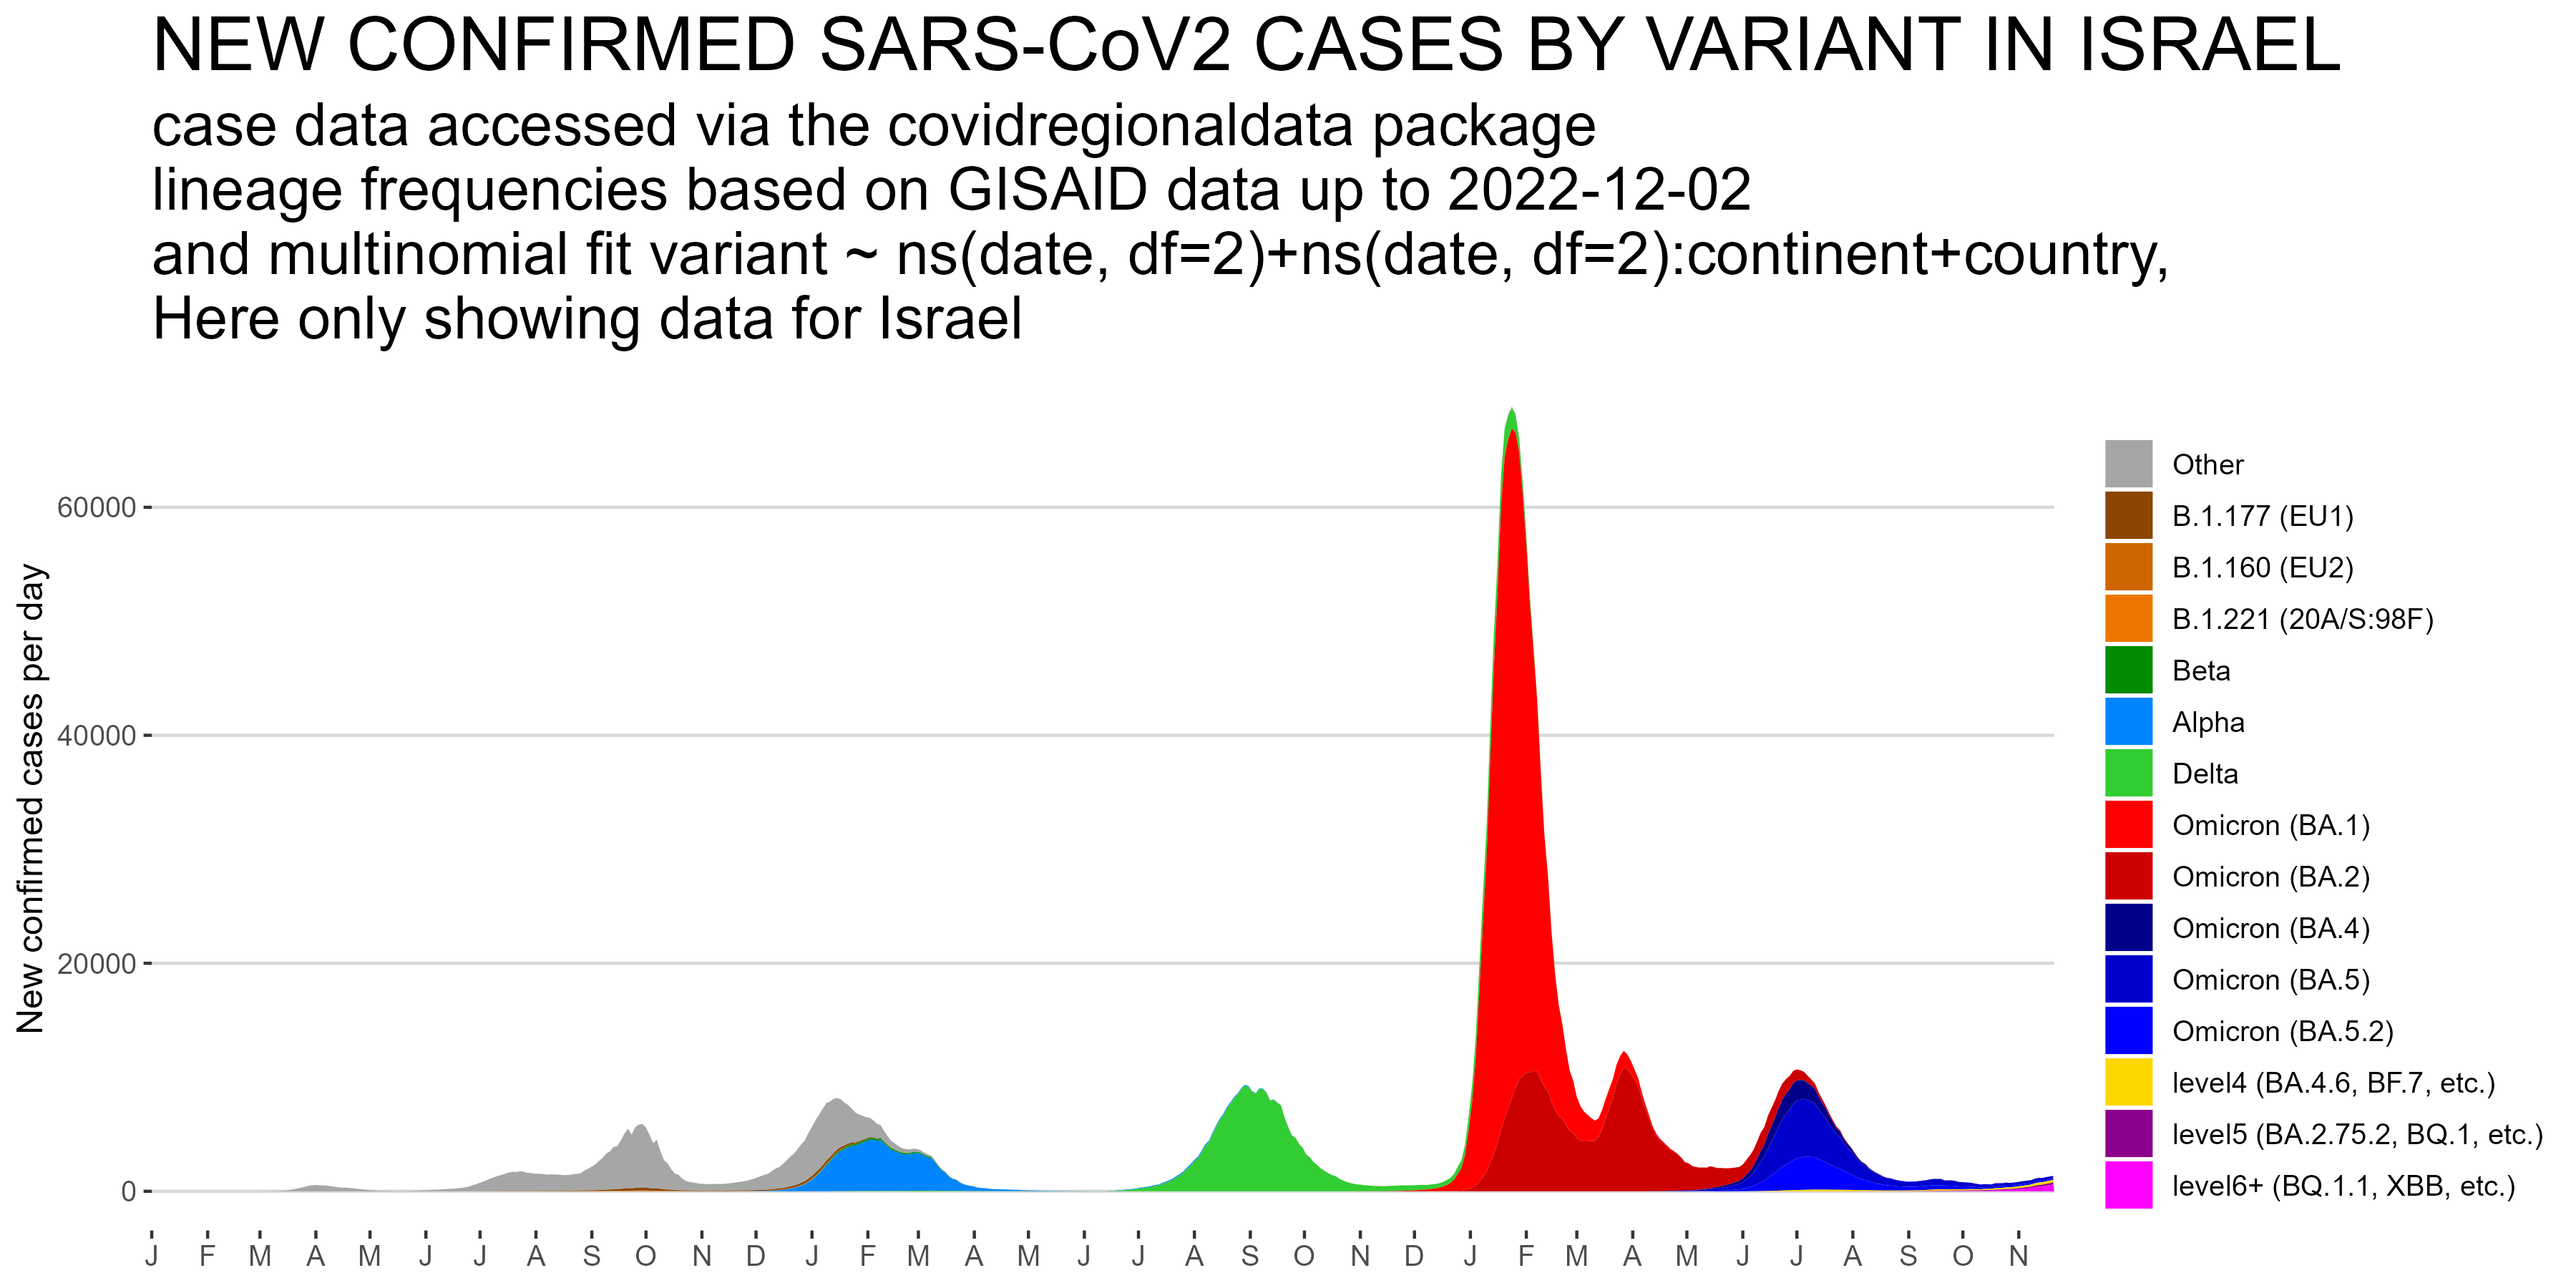 NEW CONFIRMED SARS-CoV2 CASES BY VARIANT IN ISRAEL
case data accessed via the covidregionaldata package
lineage frequencies based on GISAID data up to 2022-12-02
and multinomial fit variant ~ ns(date, df=2)+ns(date, df=2):continent+country,
Here only showing data for Israel
New confirmed cases per day
60000
40000
20000
0
J F M A M J J A S O N D J F M A M J J A S O N D J F M A M J J A S O N
Other
B.1.177 (EU1)
B.1.160 (EU2)
B.1.221 (20A/S:98F)
Beta
Alpha
Delta
Omicron (BA.1)
Omicron (BA.2)
Omicron (BA.4)
Omicron (BA.5)
Omicron (BA.5.2)
level4 (BA.4.6, BF.7, etc.)
level5 (BA.2.75.2, BQ.1, etc.)
level6+ (BQ.1.1, XBB, etc.)